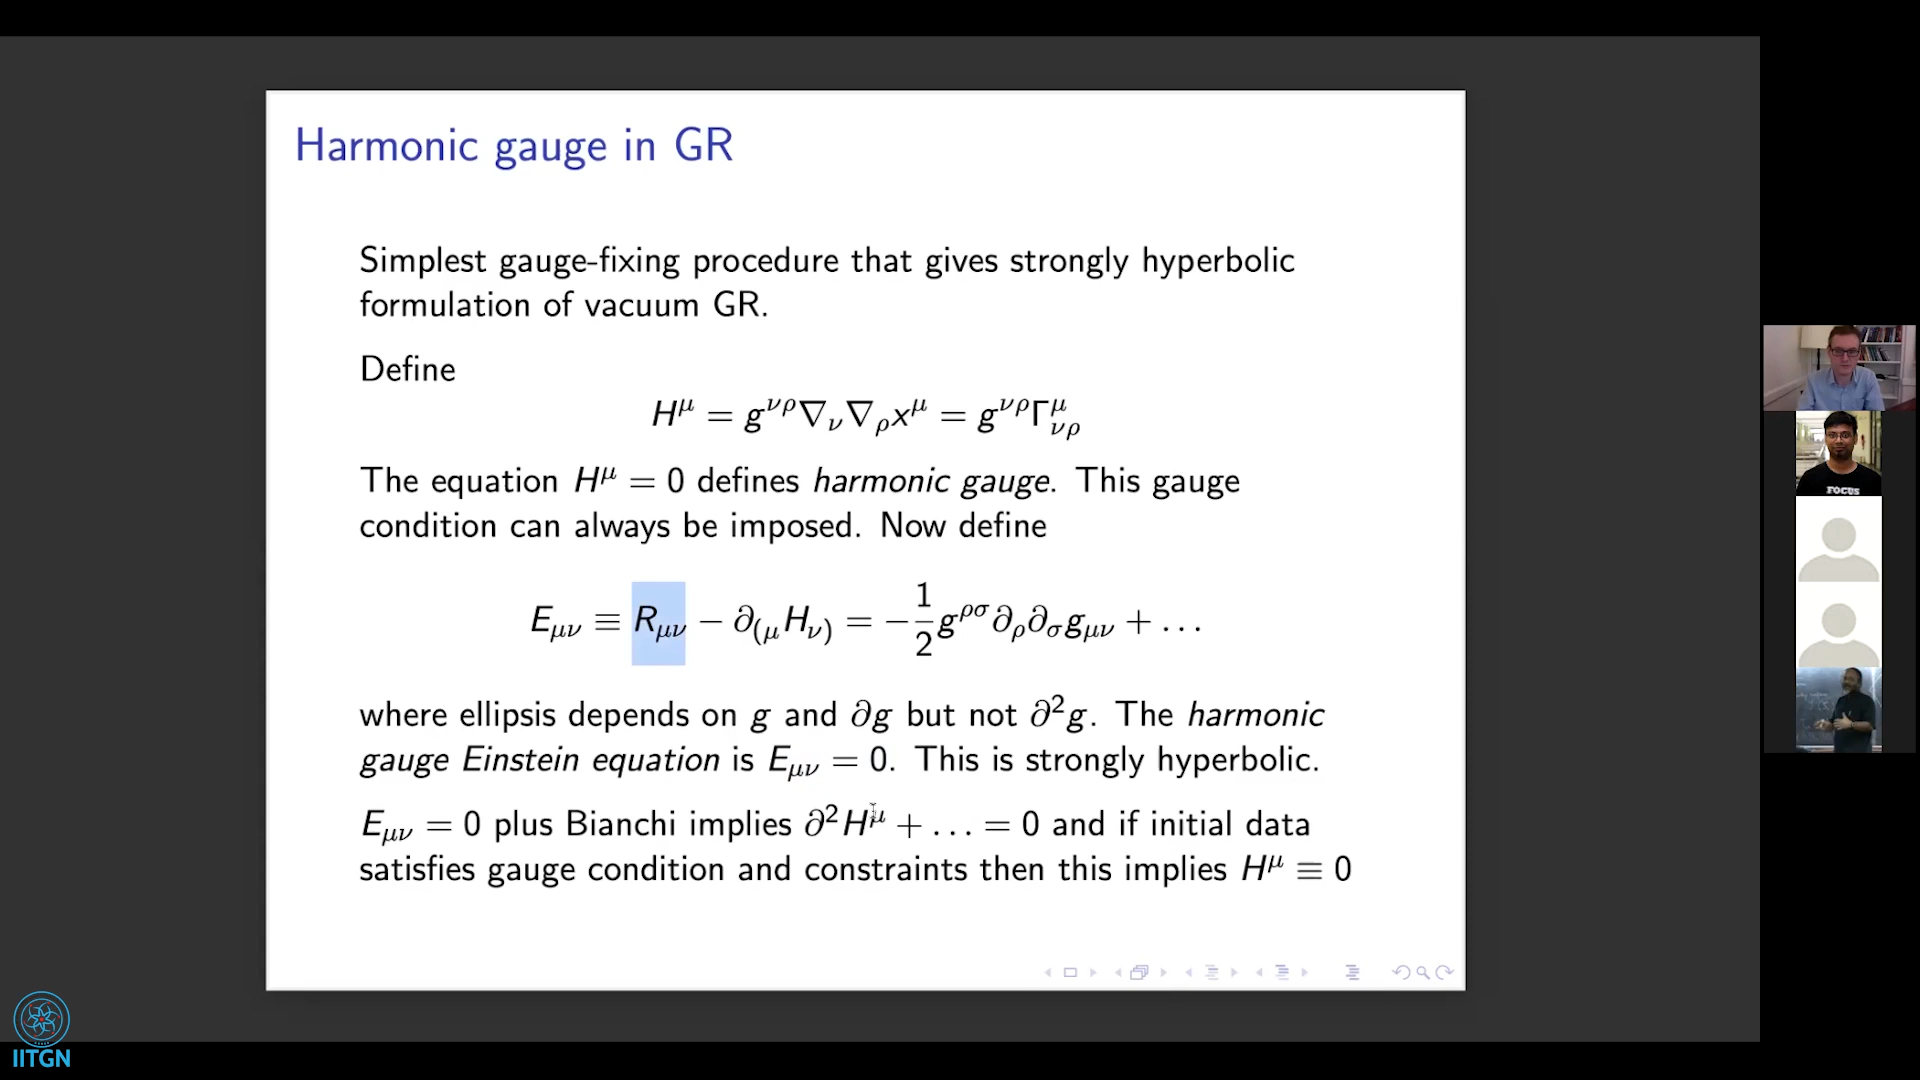 Harmonic gauge in GR
Simplest gauge-fixing procedure that gives strongly hyperbolic
formulation of vacuum GR.
Define
H^μ = g^{νρ}∇_ν∇_ρ x^μ = g^{νρ}Γ^μ_{νρ}
The equation H^μ = 0 defines harmonic gauge. This gauge
condition can always be imposed. Now define
E_{μν} ≡ R_{μν} − ∂_{(μ}H_{ν)} = −\frac{1}{2}g^{ρσ}∂_ρ∂_σ g_{μν} + . . .
where ellipsis depends on g and ∂g but not ∂²g. The harmonic
gauge Einstein equation is E_{μν} = 0. This is strongly hyperbolic.
E_{μν} = 0 plus Bianchi implies ∂²H^μ + . . . = 0 and if initial data
satisfies gauge condition and constraints then this implies H^μ ≡ 0
FOCUS
IITGN